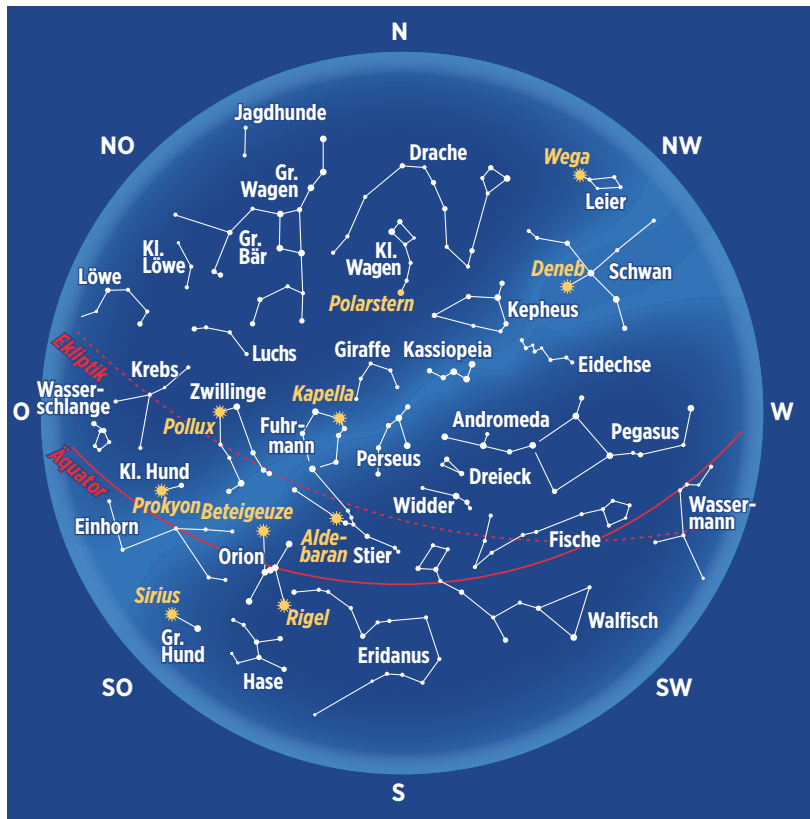 N
Jagdhunde
NO
NW
Drache
Wega
Gr.
Wagen
Leier
Kl.
Löwe
Gr.
Bär
Kl.
Wagen
Löwe
Deneb
Schwan
Polarstern
Kepheus
Ekliptik
Luchs
Giraffe
Kassiopeia
Eidechse
Krebs
Wasser-
schlange
Zwillinge
Kapella
O
W
Pollux
Fuhr-
mann
Andromeda
Pegasus
Äquator
Perseus
Dreieck
Kl. Hund
Prokyon
Beteigeuze
Widder
Wasser-
mann
Einhorn
Orion
Alde-
baran
Stier
Fische
Sirius
Rigel
Gr.
Hund
Walfisch
Eridanus
Hase
SO
SW
S